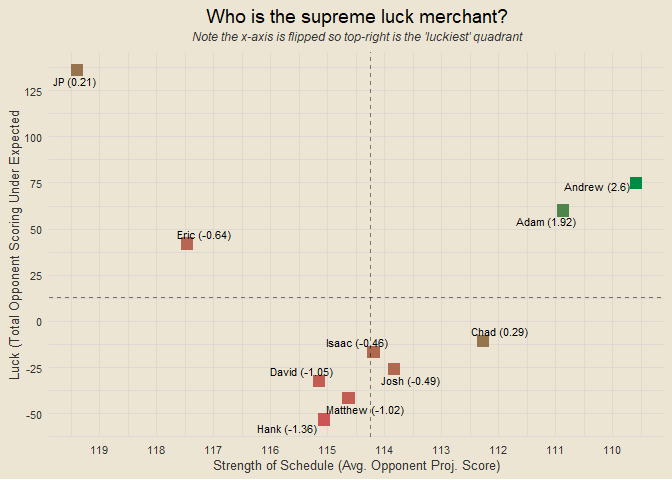 Who is the supreme luck merchant?
Note the x-axis is flipped so top-right is the 'luckiest' quadrant
Luck (Total Opponent Scoring Under Expected
125
100
75
50
25
0
-25
-50
JP (0.21)
Andrew (2.6)
Adam (1.92)
Eric (-0.64)
Chad (0.29)
Isaac (-0.46)
David (-1.05)
Josh (-0.49)
Matthew (-1.02)
Hank (-1.36)
119 118 117 116 115 114 113 112 111 110
Strength of Schedule (Avg. Opponent Proj. Score)